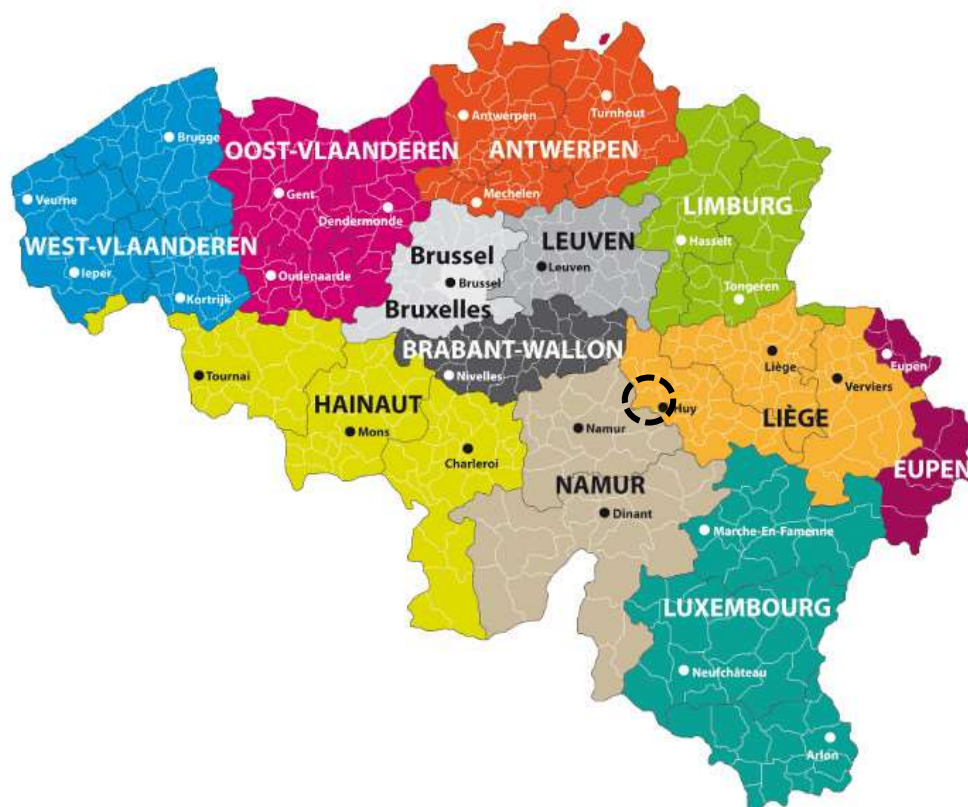 Turnhout
Antwerpen
Brugge
OOST-VLAANDEREN
ANTWERPEN
Gent
Mechelen
Veurne
Dendermonde
LIMBURG
WEST-VLAANDEREN
Brussel
LEUVEN
Hasselt
Ieper
Oudenaarde
Brussel
Leuven
Kortrijk
Bruxelles
Tongeren
BRABANT-WALLON
Tournai
Nivelles
Liège
Eupen
Verviers
HAINAUT
Huy
LIÈGE
Mons
Namur
Charleroi
EUPEN
NAMUR
Dinant
Marche-En-Famenne
LUXEMBOURG
Neufchâteau
Arlon